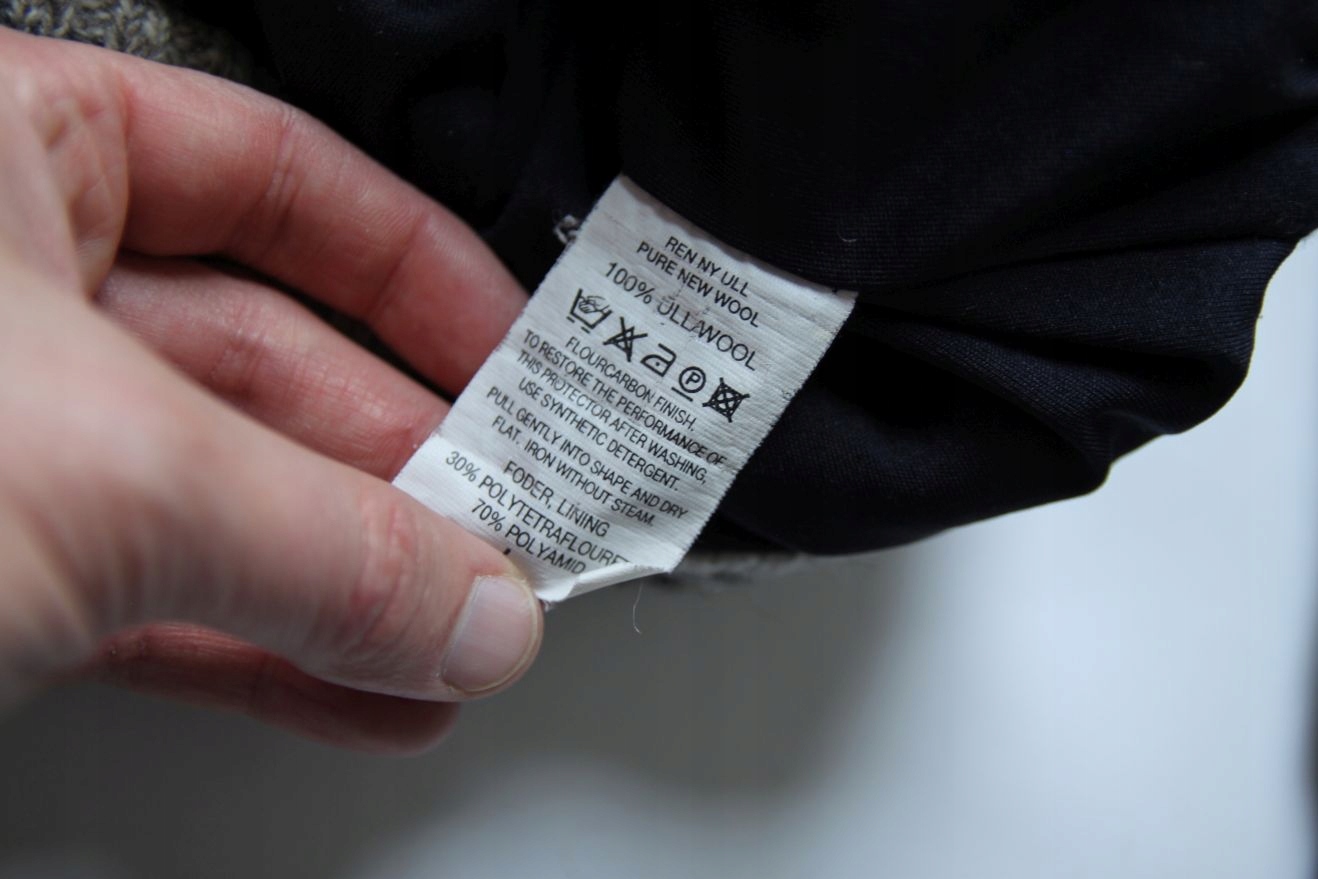 REN NY ULL
PURE NEW WOOL
100% ULL/WOOL
P
FLOURCARBON FINISH.
TO RESTORE THE PERFORMANCE OF
THIS PROTECTOR AFTER WASHING,
USE SYNTHETIC DETERGENT.
PULL GENTLY INTO SHAPE AND DRY
FLAT. IRON WITHOUT STEAM.
FODER, LINING
30% POLYTETRAFLOURE
70% POLYAMID